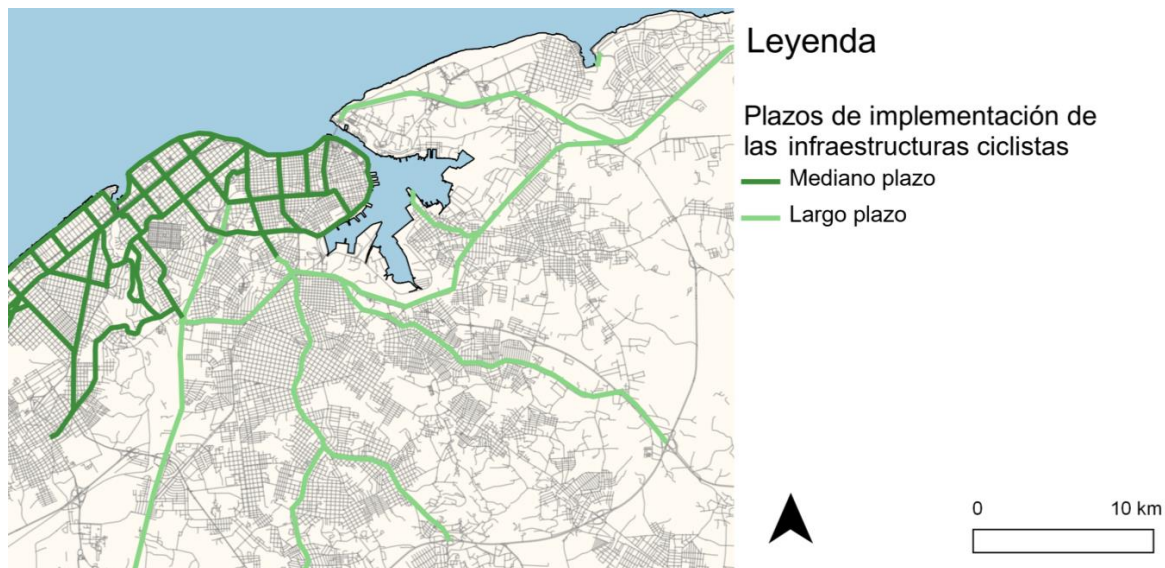 Leyenda
Plazos de implementación de
las infraestructuras ciclistas
Mediano plazo
Largo plazo
0 10 km